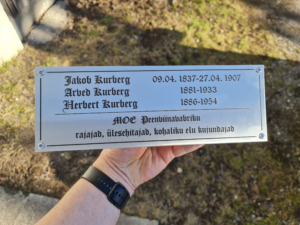 Jakob Kurberg 09.04. 1837-27.04. 1907
Arved Kurberg 1881-1933
Herbert Kurberg 1886-1954
MOE Peenviinavabriku
rajajad, ülesehitajad, kohaliku elu kujundajad